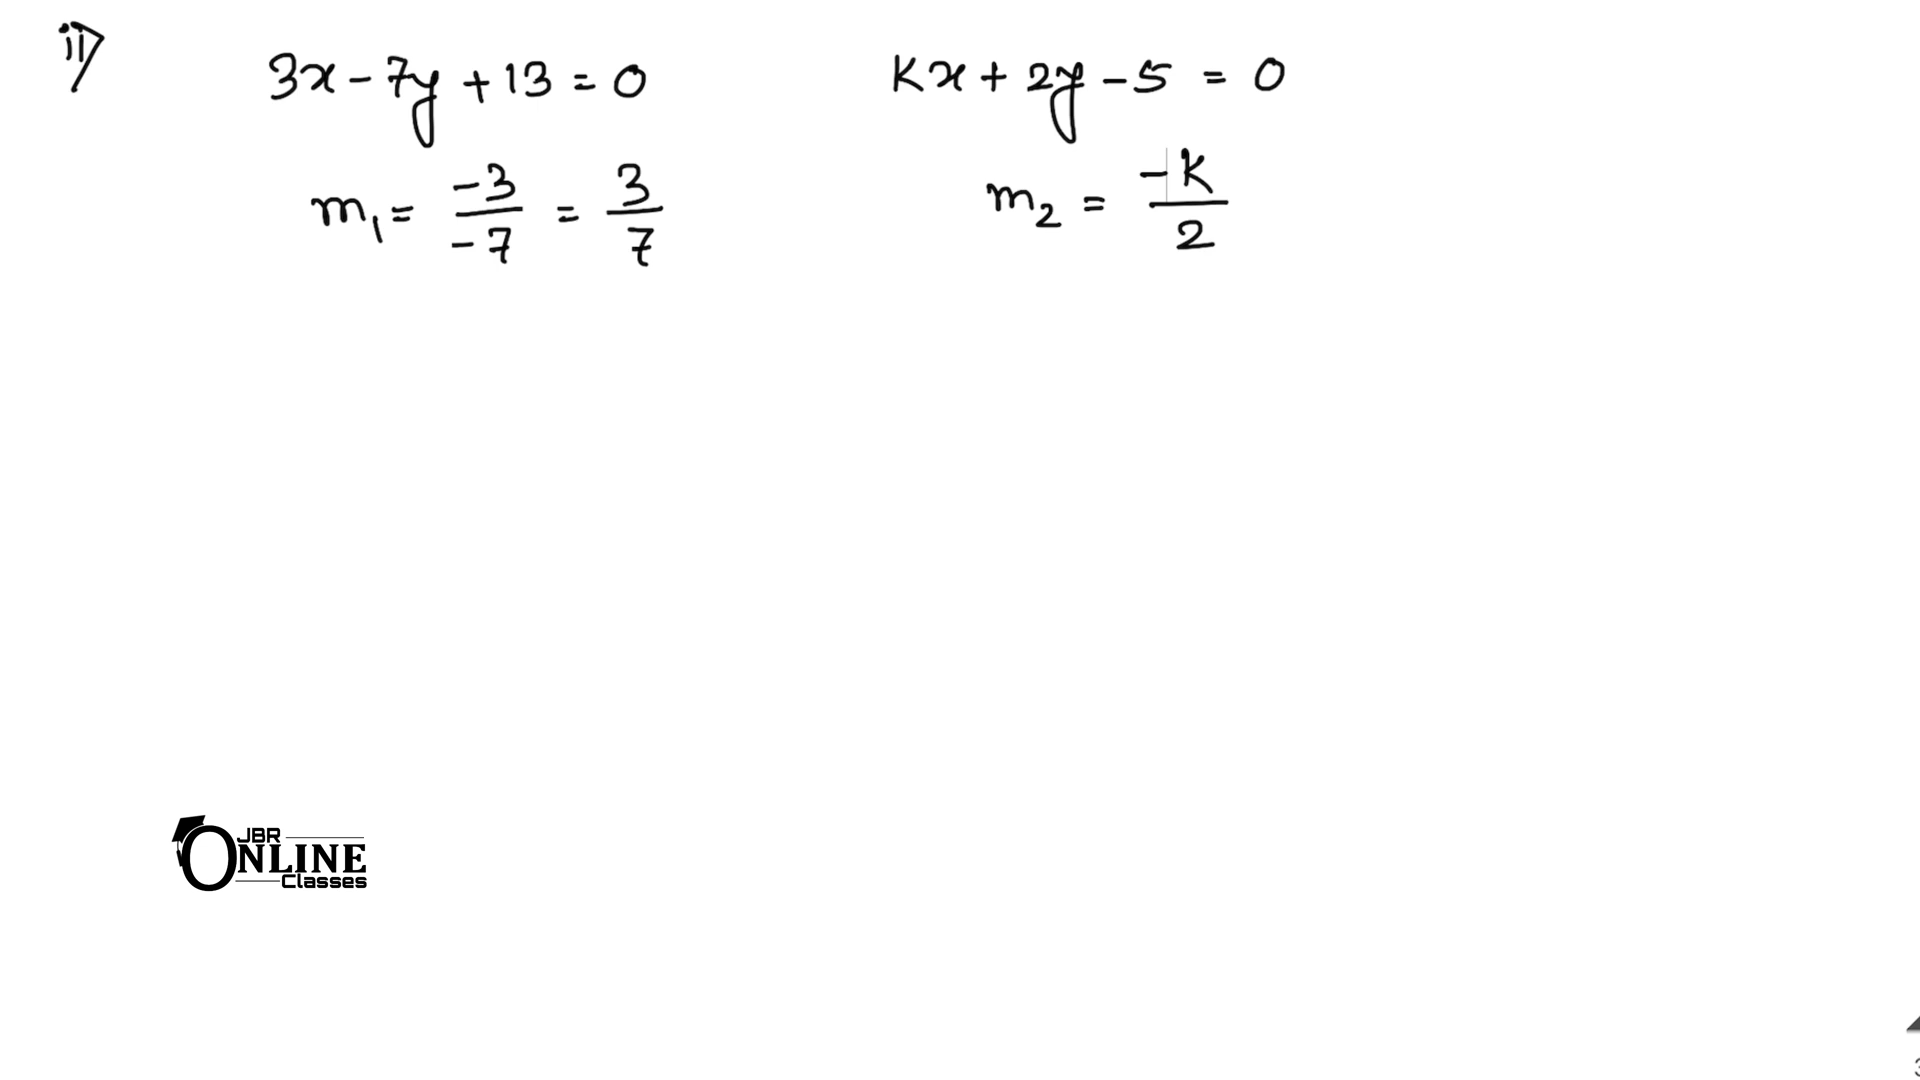 ii)
3x - 7y + 13 = 0
Kx + 2y - 5 = 0
m₁ = -3/-7 = 3/7
m₂ = -K/2
JBR
ONLINE
Classes